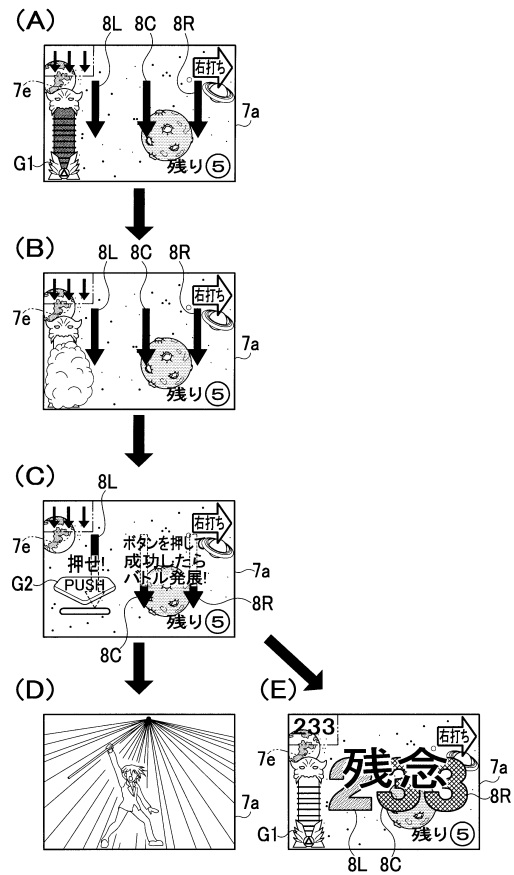 (A)
8L 8C 8R
右打ち
7e
7a
G1
残り⑤
(B)
8L 8C 8R
右打ち
7e
7a
残り⑤
(C)
8L
右打ち
7e
押せ!
ボタンを押して
成功したら
バトル発展!
G2
PUSH
7a
8R
8C
残り⑤
(D)
7a
(E)
233
右打ち
7e
残念
233
7a
8R
G1
残り⑤
8L 8C